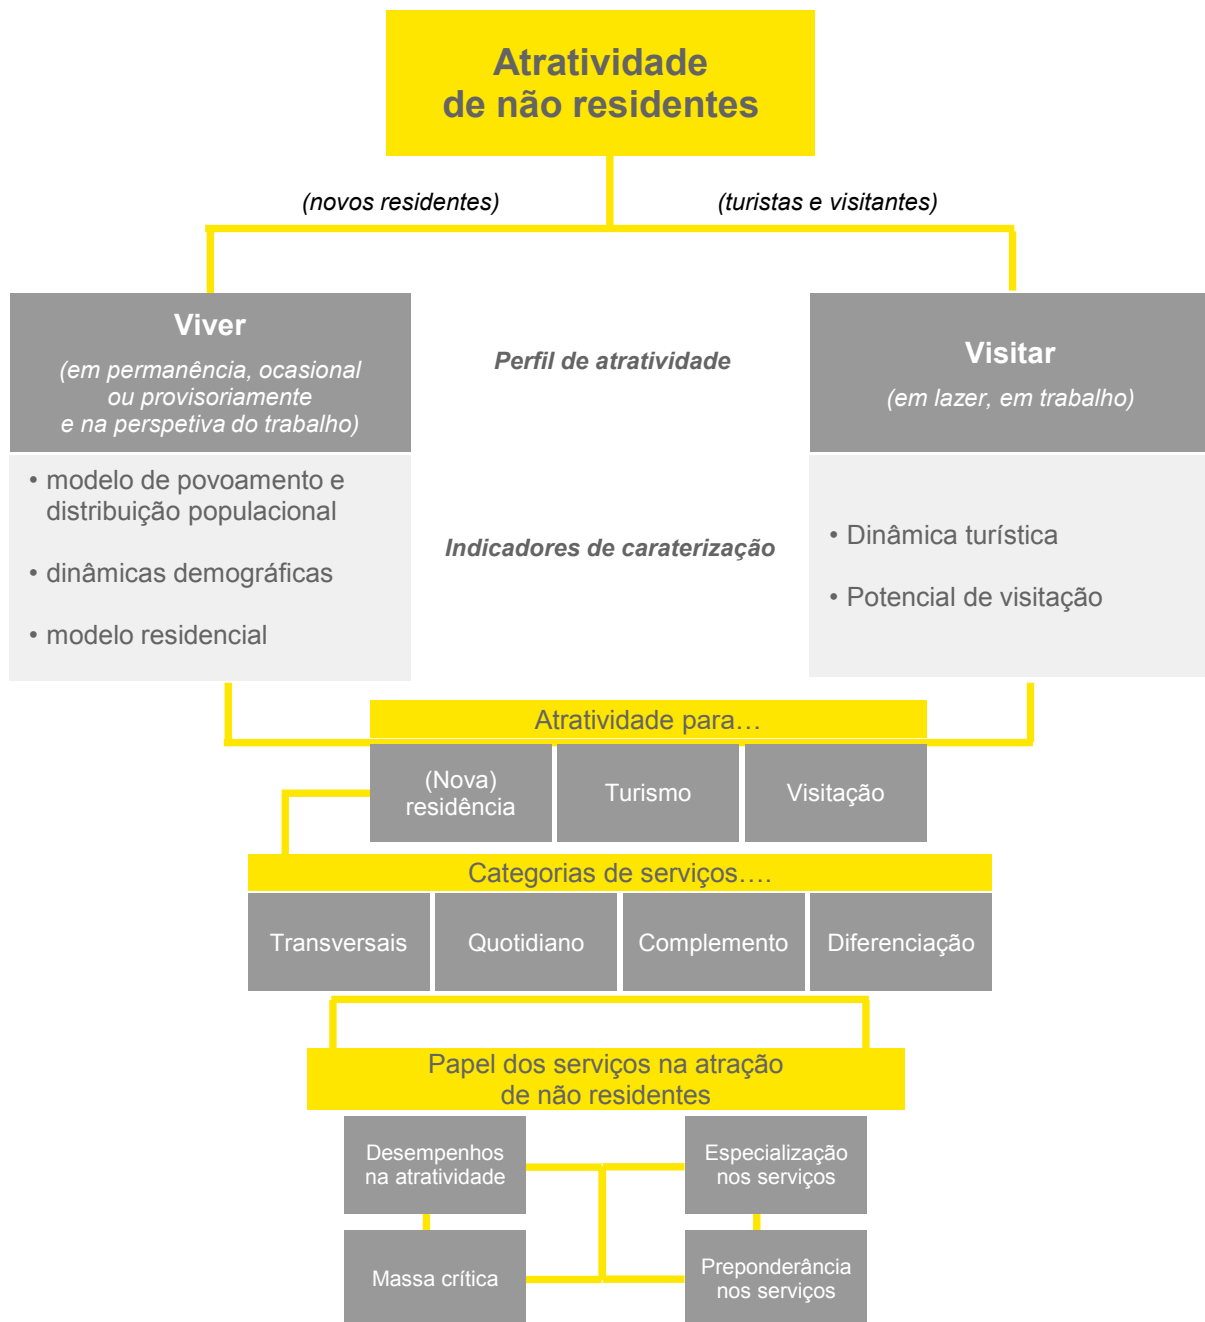 Atratividade
de não residentes
(novos residentes)
(turistas e visitantes)
Viver
(em permanência, ocasional
ou provisoriamente
e na perspetiva do trabalho)
Perfil de atratividade
Visitar
(em lazer, em trabalho)
• modelo de povoamento e
distribuição populacional
• dinâmicas demográficas
• modelo residencial
Indicadores de caraterização
• Dinâmica turística
• Potencial de visitação
Atratividade para…
(Nova)
residência
Turismo
Visitação
Categorias de serviços….
Transversais
Quotidiano
Complemento
Diferenciação
Papel dos serviços na atração
de não residentes
Desempenhos
na atratividade
Especialização
nos serviços
Massa crítica
Preponderância
nos serviços